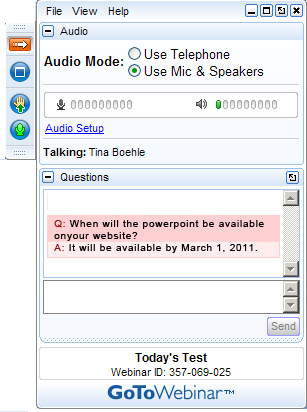 File View Help
Audio
Audio Mode:
Use Telephone
Use Mic & Speakers
Audio Setup
Talking: Tina Boehle
Questions
Q: When will the powerpoint be available
onyour website?
A: It will be available by March 1, 2011.
Send
Today's Test
Webinar ID: 357-069-025
GoToWebinar™